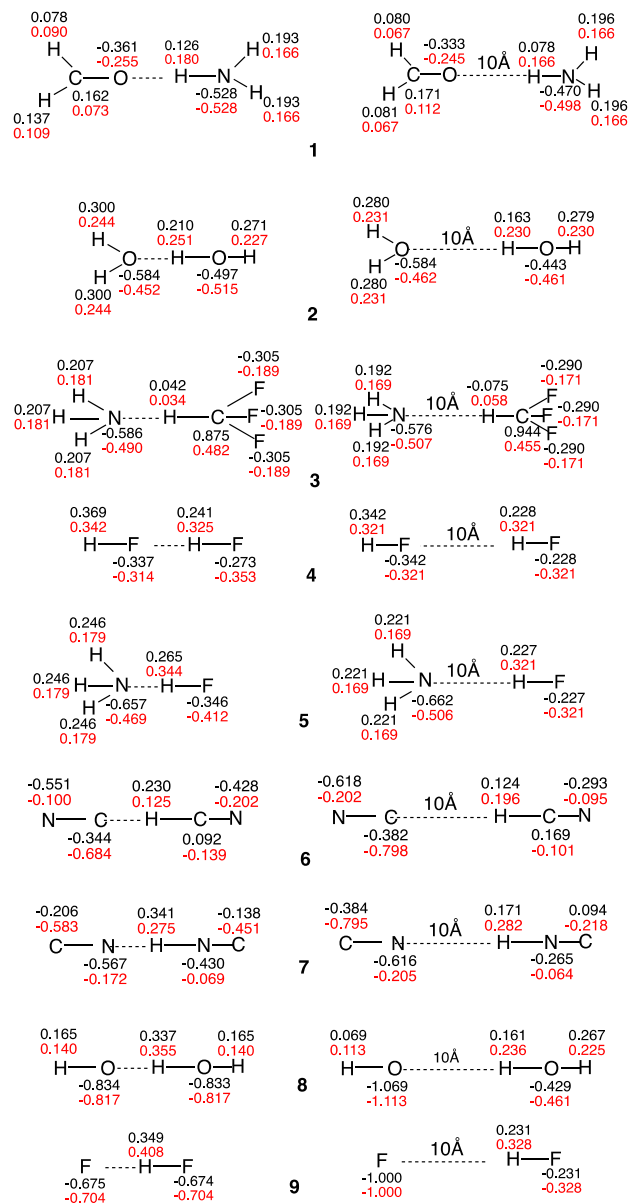 0.078
0.090
H
-0.361
-0.255
C
O
0.126
0.180
H
N
0.193
0.166
H
H
0.162
0.073
H
-0.528
-0.528
0.193
0.166
0.137
0.109
0.080
0.067
H
-0.333
-0.245
C
O
10Å
0.078
0.166
H
N
0.196
0.166
H
H
0.171
0.112
H
-0.470
-0.498
0.196
0.166
0.081
0.067
1
0.300
0.244
H
O
H
-0.584
-0.452
0.300
0.244
0.210
0.251
H
O
H
0.271
0.227
-0.497
-0.515
0.280
0.231
H
O
H
-0.584
-0.462
0.280
0.231
10Å
0.163
0.230
H
O
H
0.279
0.230
-0.443
-0.461
2
0.207
0.181
H
0.207
0.181
H
N
H
-0.586
-0.490
0.207
0.181
0.042
0.034
H
C
0.875
0.482
-0.305
-0.189
F
F
-0.305
-0.189
F
-0.305
-0.189
0.192
0.169
H
0.192
0.169
H
N
H
-0.576
-0.507
0.192
0.169
10Å
-0.075
0.058
H
C
0.944
0.455
-0.290
-0.171
F
F
-0.290
-0.171
F
-0.290
-0.171
3
0.369
0.342
H
F
-0.337
-0.314
0.241
0.325
H
F
-0.273
-0.353
0.342
0.321
H
F
-0.342
-0.321
10Å
0.228
0.321
H
F
-0.228
-0.321
4
0.246
0.179
H
0.246
0.179
H
N
H
-0.657
-0.469
0.246
0.179
0.265
0.344
H
F
-0.346
-0.412
0.221
0.169
H
0.221
0.169
H
N
H
-0.662
-0.506
0.221
0.169
10Å
0.227
0.321
H
F
-0.227
-0.321
5
-0.551
-0.100
N
C
-0.344
-0.684
0.230
0.125
H
C
N
-0.428
-0.202
0.092
-0.139
-0.618
-0.202
N
C
-0.382
-0.798
10Å
0.124
0.196
H
C
N
-0.293
-0.095
0.169
-0.101
6
-0.206
-0.583
C
N
-0.567
-0.172
0.341
0.275
H
N
C
-0.138
-0.451
-0.430
-0.069
-0.384
-0.795
C
N
-0.616
-0.205
10Å
0.171
0.282
H
N
C
0.094
-0.218
-0.265
-0.064
7
0.165
0.140
H
O
-0.834
-0.817
0.337
0.355
H
O
H
0.165
0.140
-0.833
-0.817
0.069
0.113
H
O
-1.069
-1.113
10Å
0.161
0.236
H
O
H
0.267
0.225
-0.429
-0.461
8
F
-0.675
-0.704
0.349
0.408
H
F
-0.674
-0.704
F
-1.000
-1.000
10Å
0.231
0.328
H
F
-0.231
-0.328
9